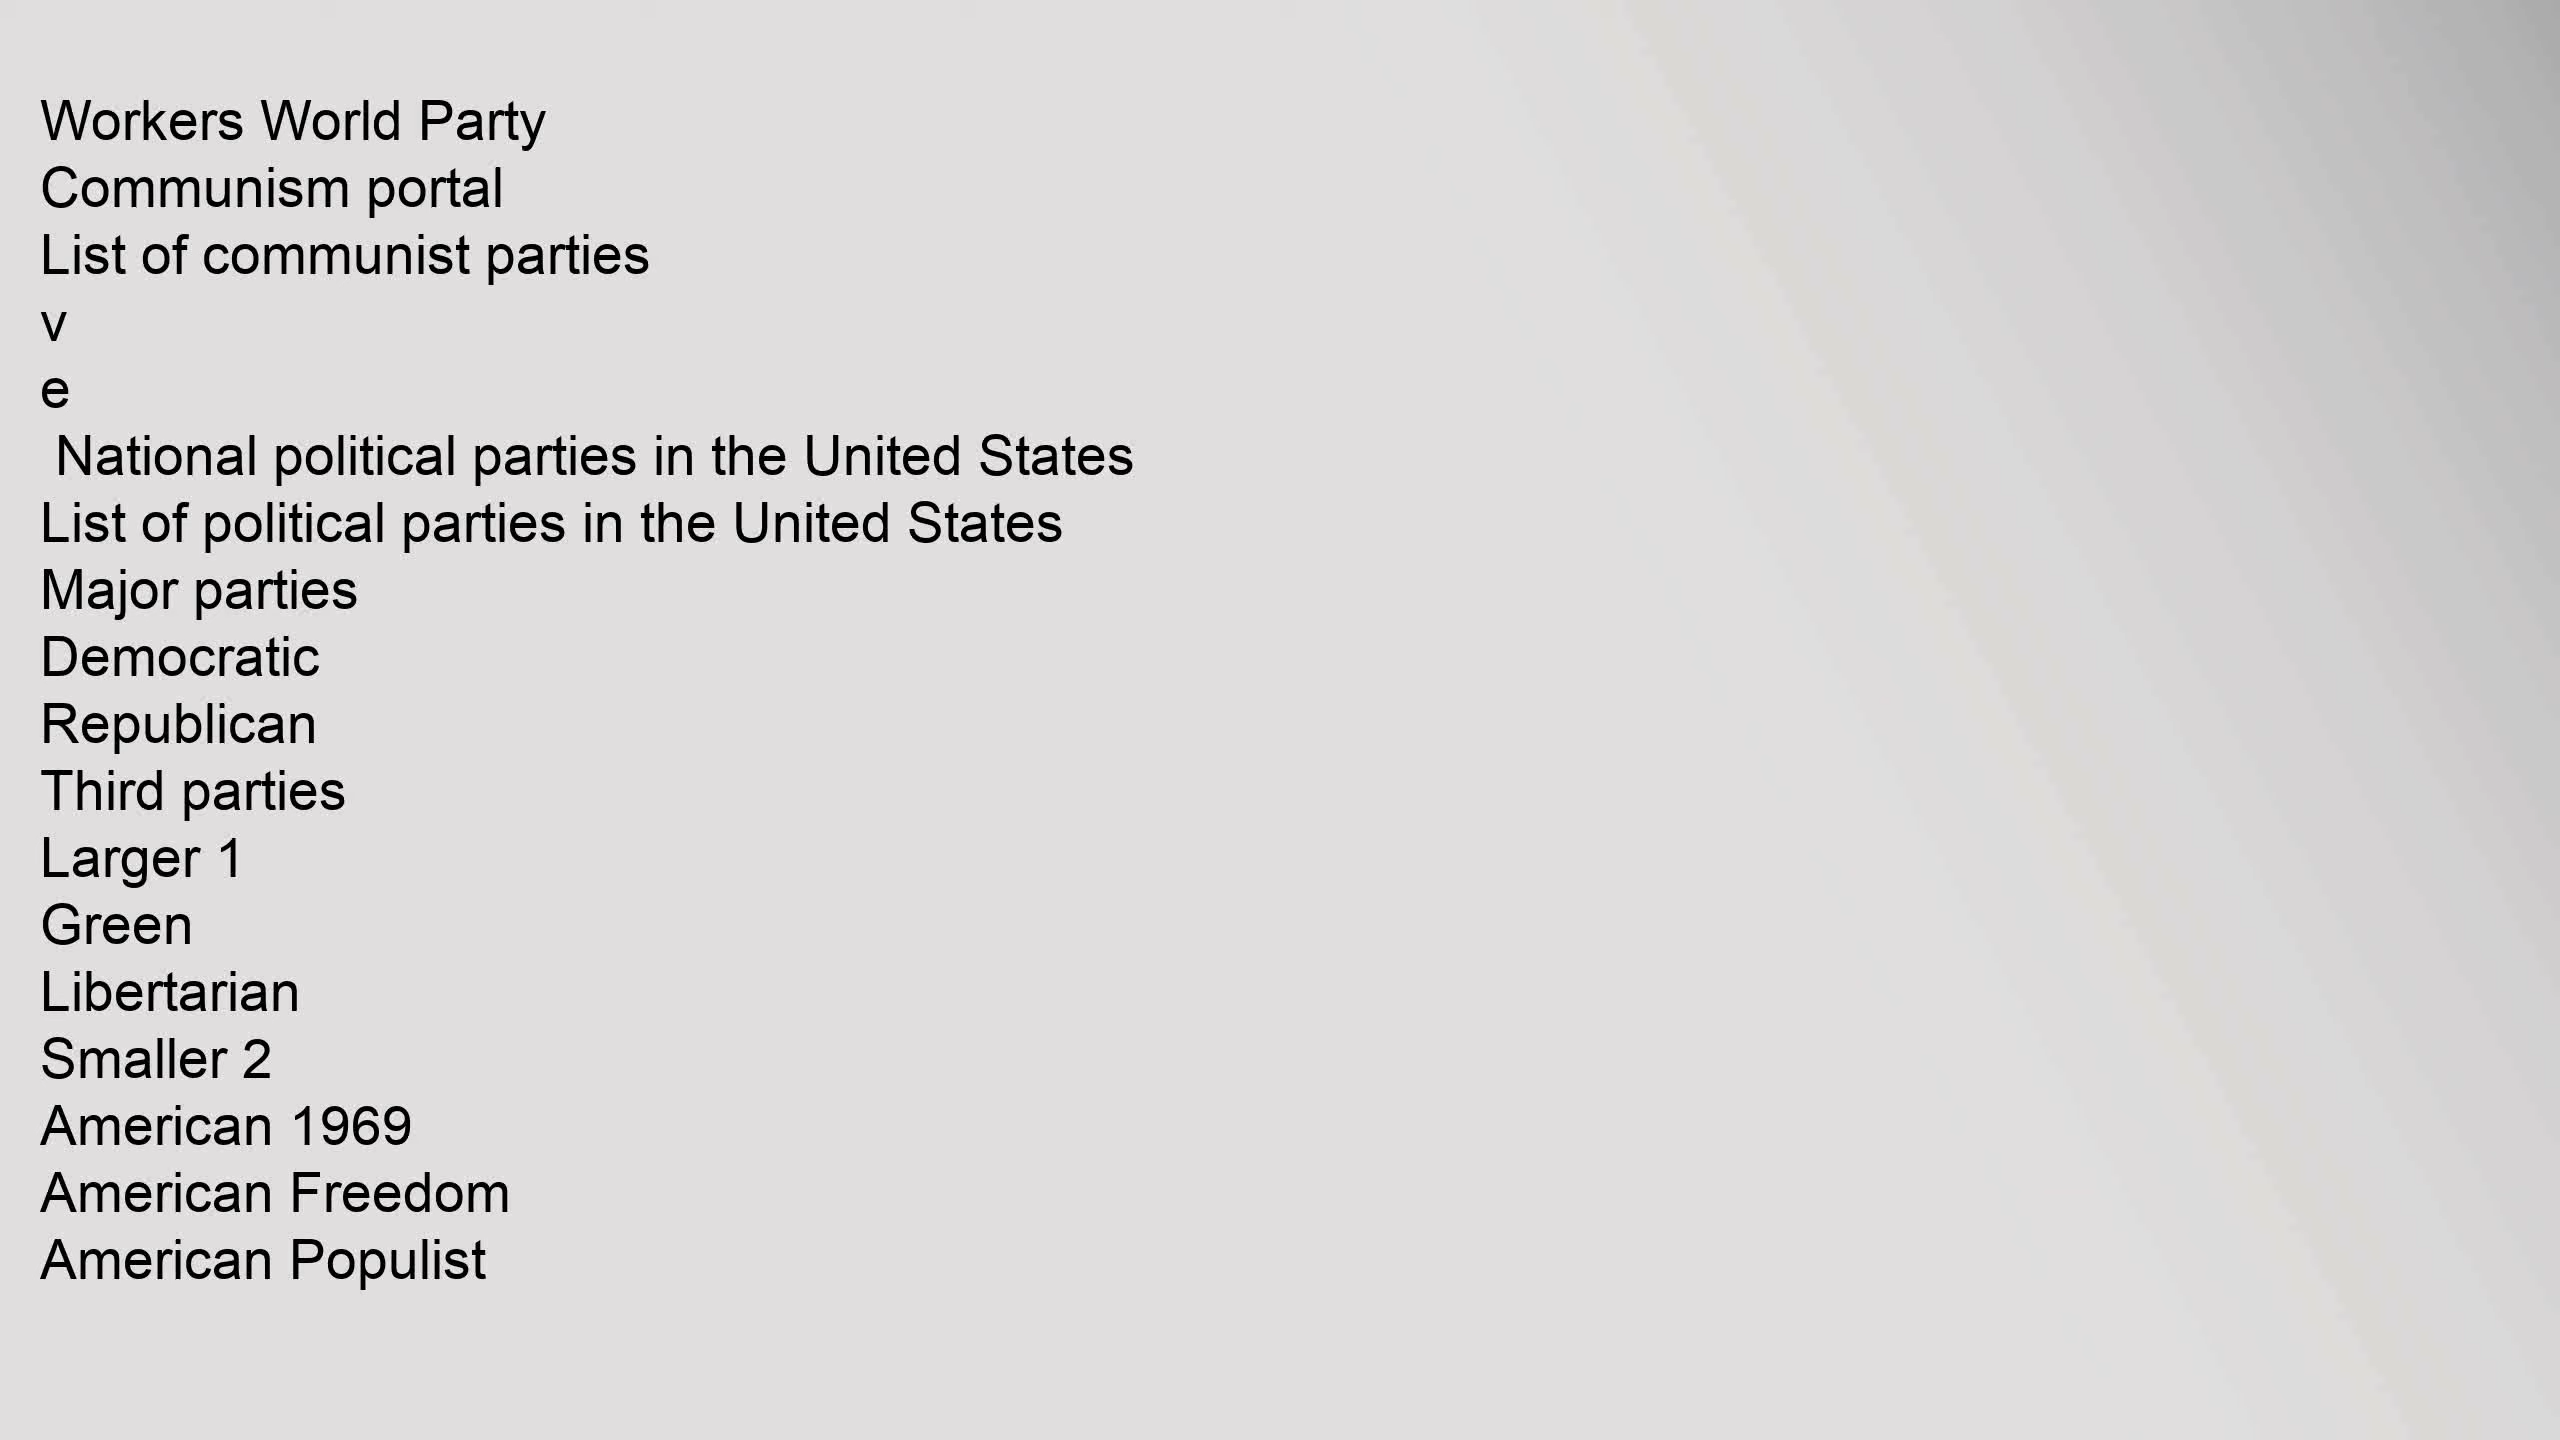 Workers World Party
Communism portal
List of communist parties
v
e
National political parties in the United States
List of political parties in the United States
Major parties
Democratic
Republican
Third parties
Larger 1
Green
Libertarian
Smaller 2
American 1969
American Freedom
American Populist